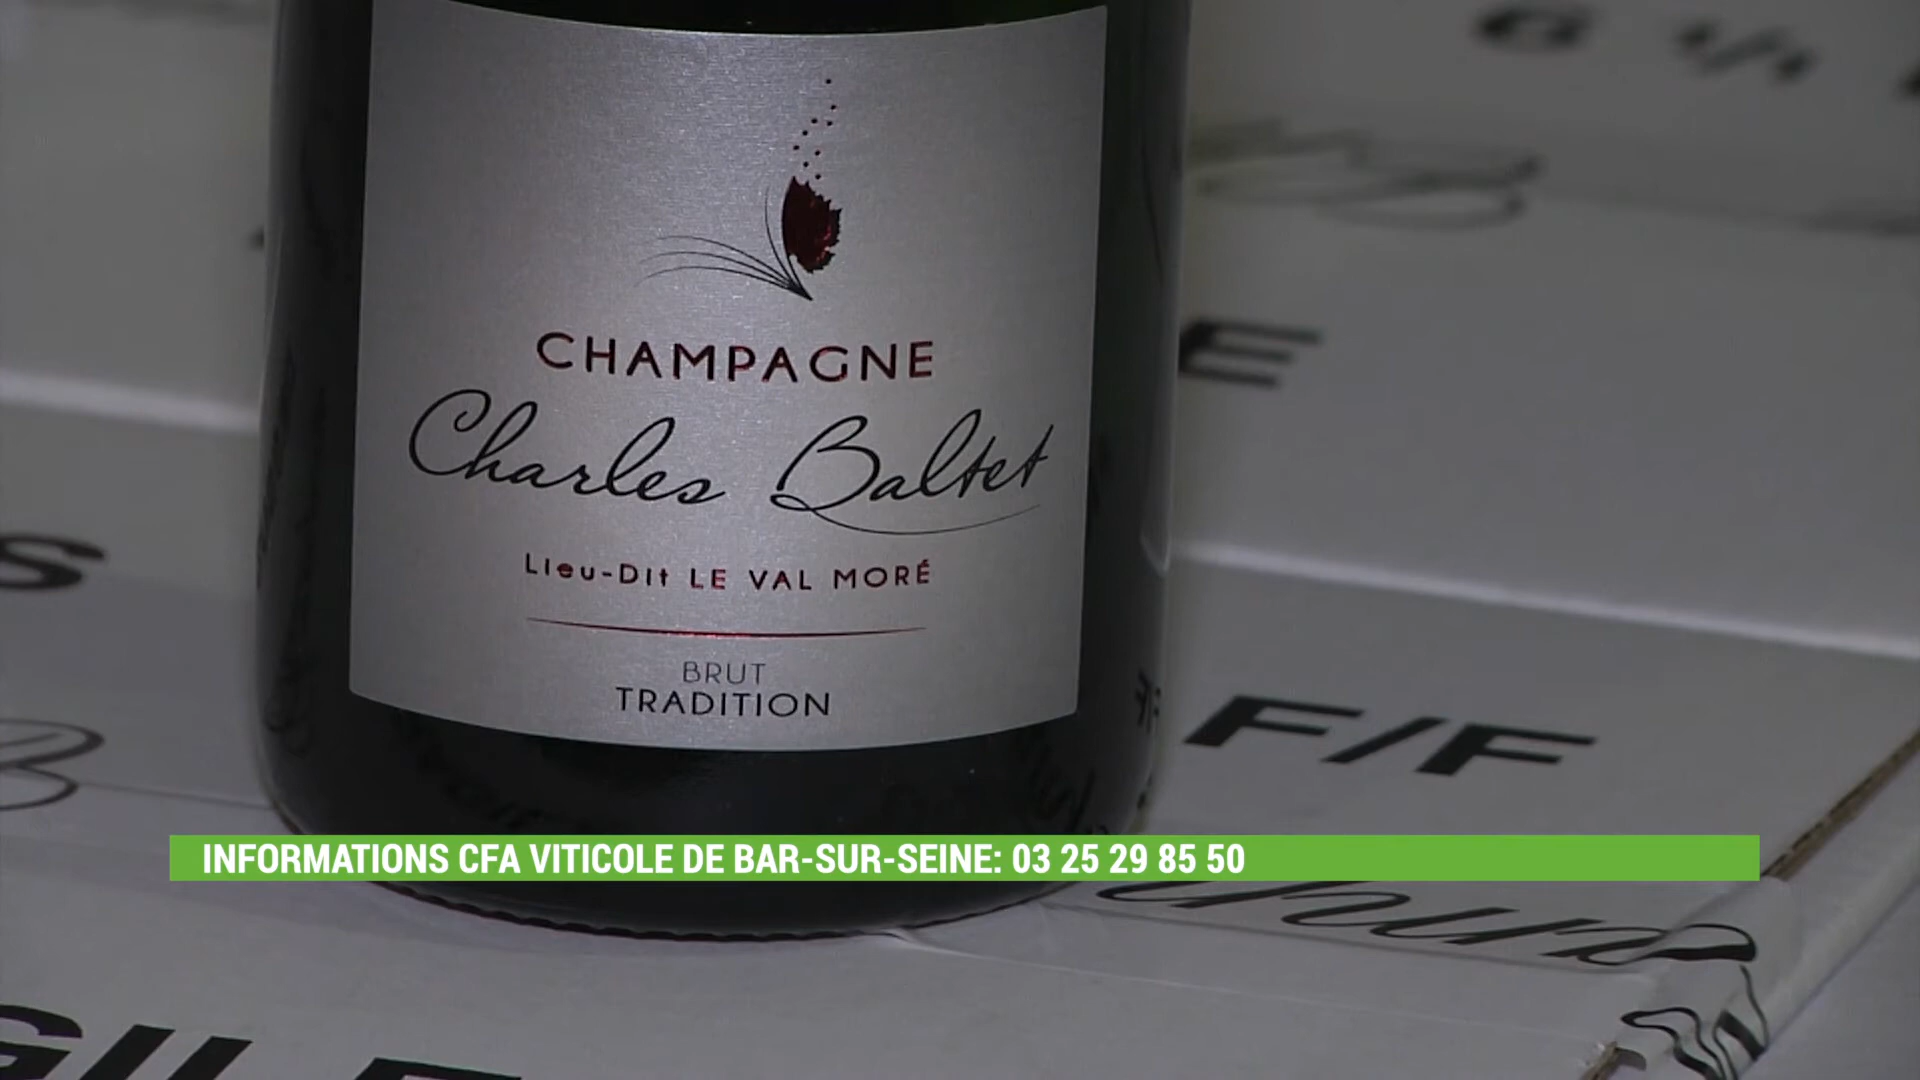 CHAMPAGNE
Charles Baltet
Lieu-Dit LE VAL MORÉ
BRUT
TRADITION
E
S
F/F
B
INFORMATIONS CFA VITICOLE DE BAR-SUR-SEINE: 03 25 29 85 50